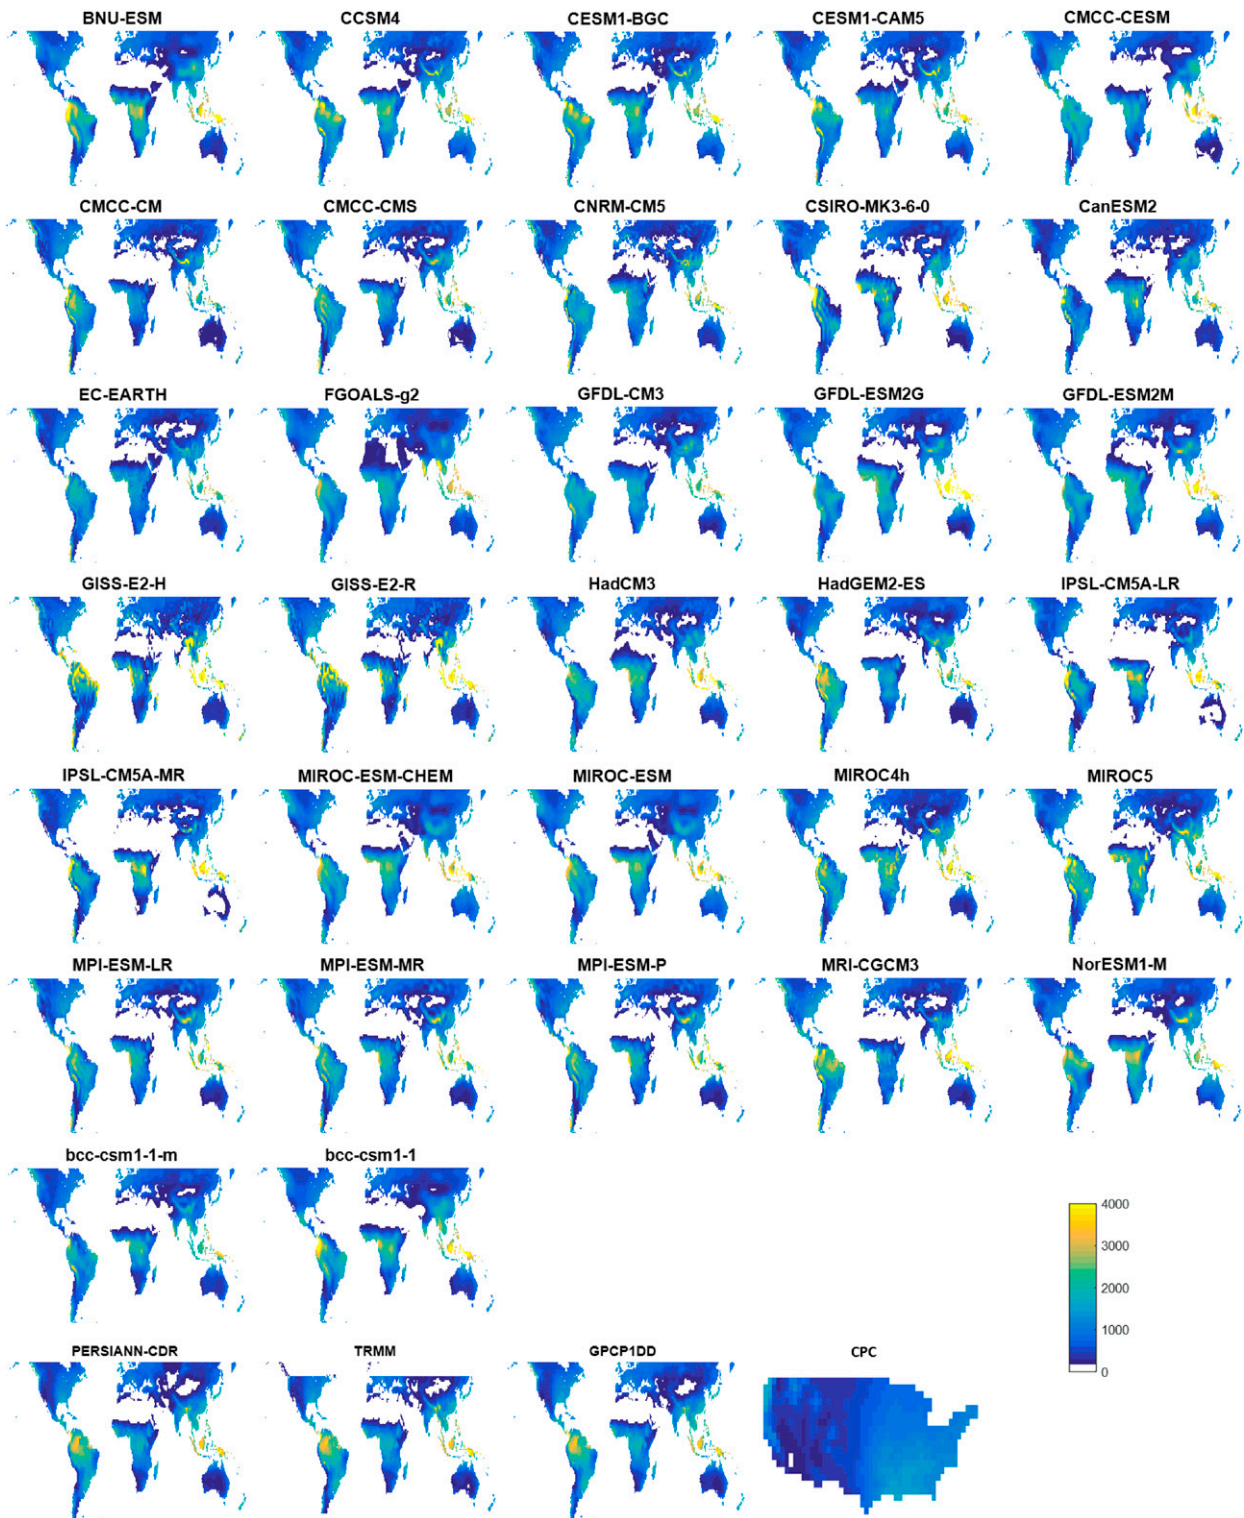 BNU-ESM CCSM4 CESM1-BGC CESM1-CAM5 CMCC-CESM
CMCC-CM CMCC-CMS CNRM-CM5 CSIRO-MK3-6-0 CanESM2
EC-EARTH FGOALS-g2 GFDL-CM3 GFDL-ESM2G GFDL-ESM2M
GISS-E2-H GISS-E2-R HadCM3 HadGEM2-ES IPSL-CM5A-LR
IPSL-CM5A-MR MIROC-ESM-CHEM MIROC-ESM MIROC4h MIROC5
MPI-ESM-LR MPI-ESM-MR MPI-ESM-P MRI-CGCM3 NorESM1-M
bcc-csm1-1-m bcc-csm1-1
4000
3000
2000
1000
0
PERSIANN-CDR TRMM GPCP1DD CPC